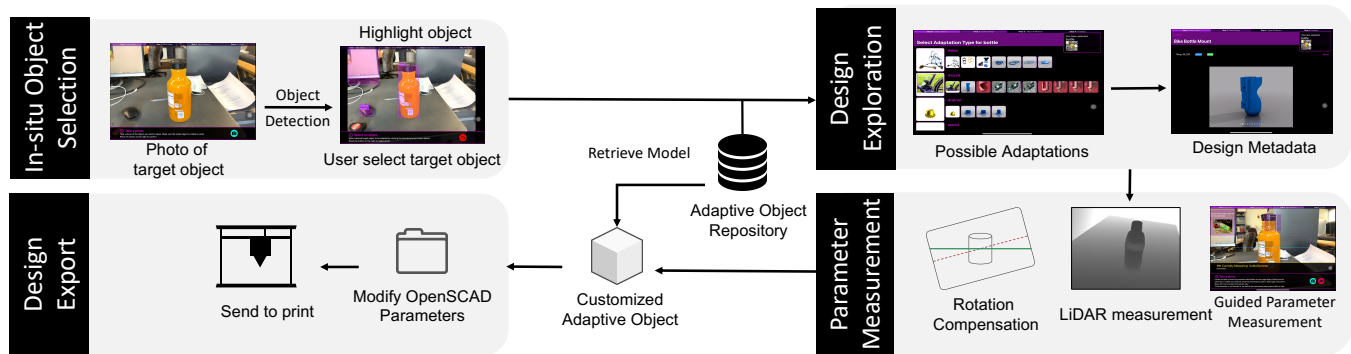 In-situ Object
Selection
Photo of
target object
Object
Detection
Highlight object
User select target object
Retrieve Model
Adaptive Object
Repository
Design
Exploration
Select Adaptation Type for bottle
Possible Adaptations
Bike Bottle Mount
Design Metadata
Parameter
Measurement
Rotation
Compensation
LiDAR measurement
Guided Parameter
Measurement
Customized
Adaptive Object
Design
Export
Modify OpenSCAD
Parameters
Send to print